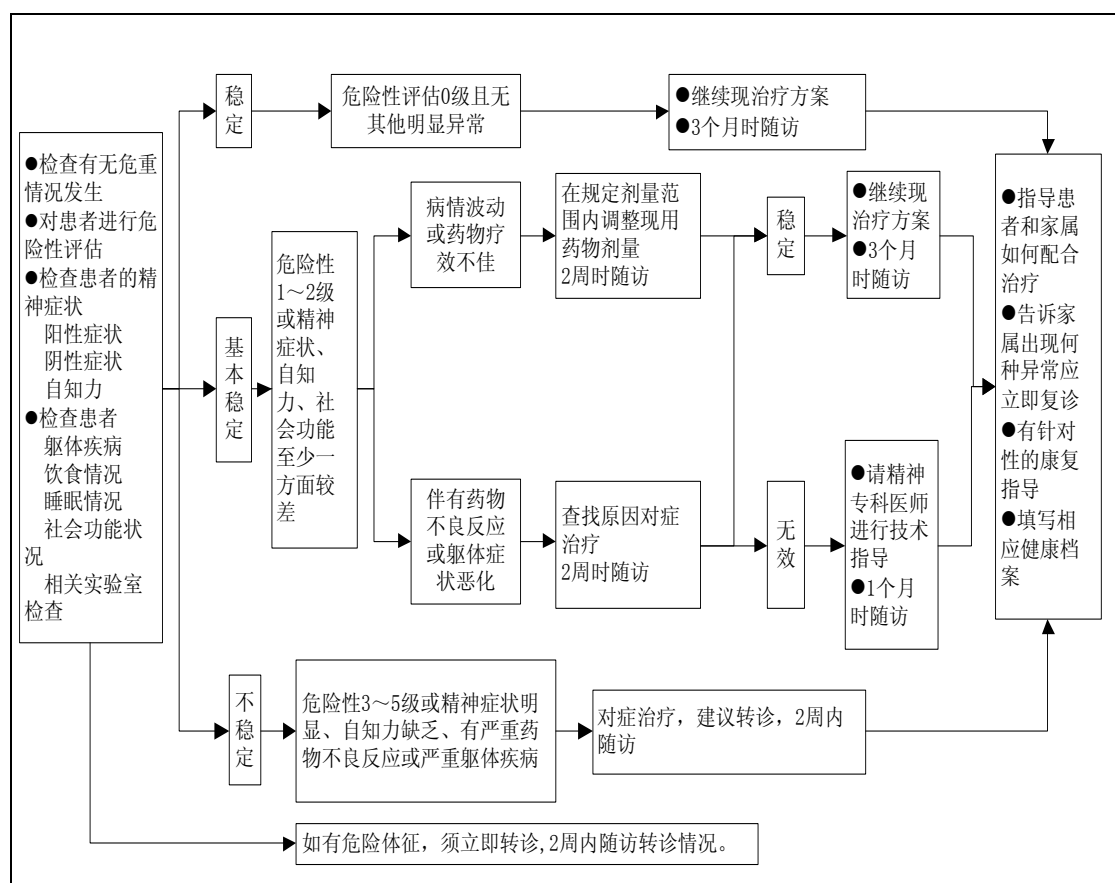 ●检查有无危重
情况发生
●对患者进行危
险性评估
●检查患者的精
神症状
阳性症状
阴性症状
自知力
●检查患者
躯体疾病
饮食情况
睡眠情况
社会功能状
况
相关实验室
检查
稳
定
危险性评估0级且无
其他明显异常
●继续现治疗方案
●3个月时随访
基
本
稳
定
危险性
1～2级
或精神
症状、
自知
力、社
会功能
至少一
方面较
差
病情波动
或药物疗
效不佳
在规定剂量范
围内调整现用
药物剂量
2周时随访
伴有药物
不良反应
或躯体症
状恶化
查找原因对症
治疗
2周时随访
稳
定
●继续现
治疗方案
●3个月
时随访
无
效
●请精神
专科医师
进行技术
指导
●1个月
时随访
不
稳
定
危险性3～5级或精神症状明
显、自知力缺乏、有严重药
物不良反应或严重躯体疾病
对症治疗，建议转诊，2周内
随访
如有危险体征，须立即转诊,2周内随访转诊情况。
●指导患
者和家属
如何配合
治疗
●告诉家
属出现何
种异常应
立即复诊
●有针对
性的康复
指导
●填写相
应健康档
案